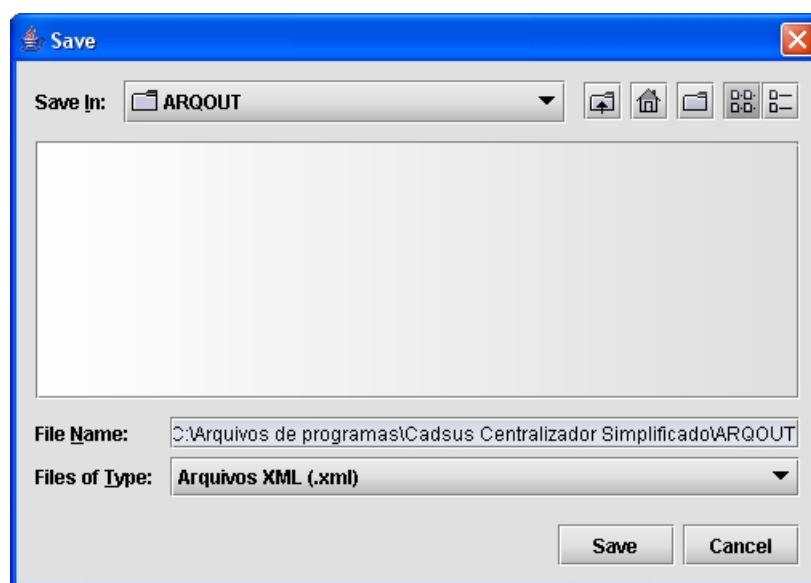 Save
Save In: ARQOUT
File Name: C:\Arquivos de programas\Cadsus Centralizador Simplificado\ARQOUT
Files of Type: Arquivos XML (.xml)
Save Cancel